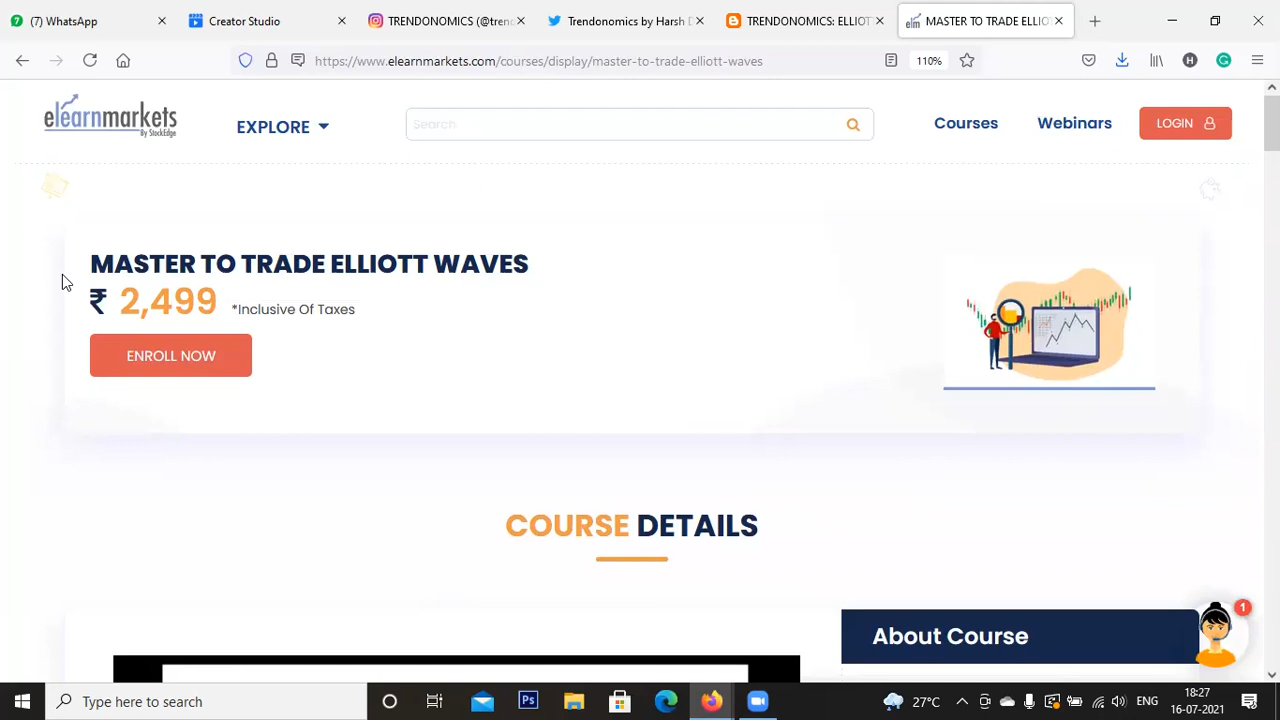 (7) WhatsApp
Creator Studio
TRENDONOMICS (@tren
Trendonomics by Harsh
TRENDONOMICS: ELLIOT
MASTER TO TRADE ELLIO
7
https://www.elearnmarkets.com/courses/display/master-to-trade-elliott-waves
110%
H
G
elearnmarkets
By StockEdge
EXPLORE
Search
Courses
Webinars
LOGIN
MASTER TO TRADE ELLIOTT WAVES
₹ 2,499 *Inclusive Of Taxes
ENROLL NOW
COURSE DETAILS
About Course
1
Type here to search
Ps
27°C
ENG
18:27
16-07-2021